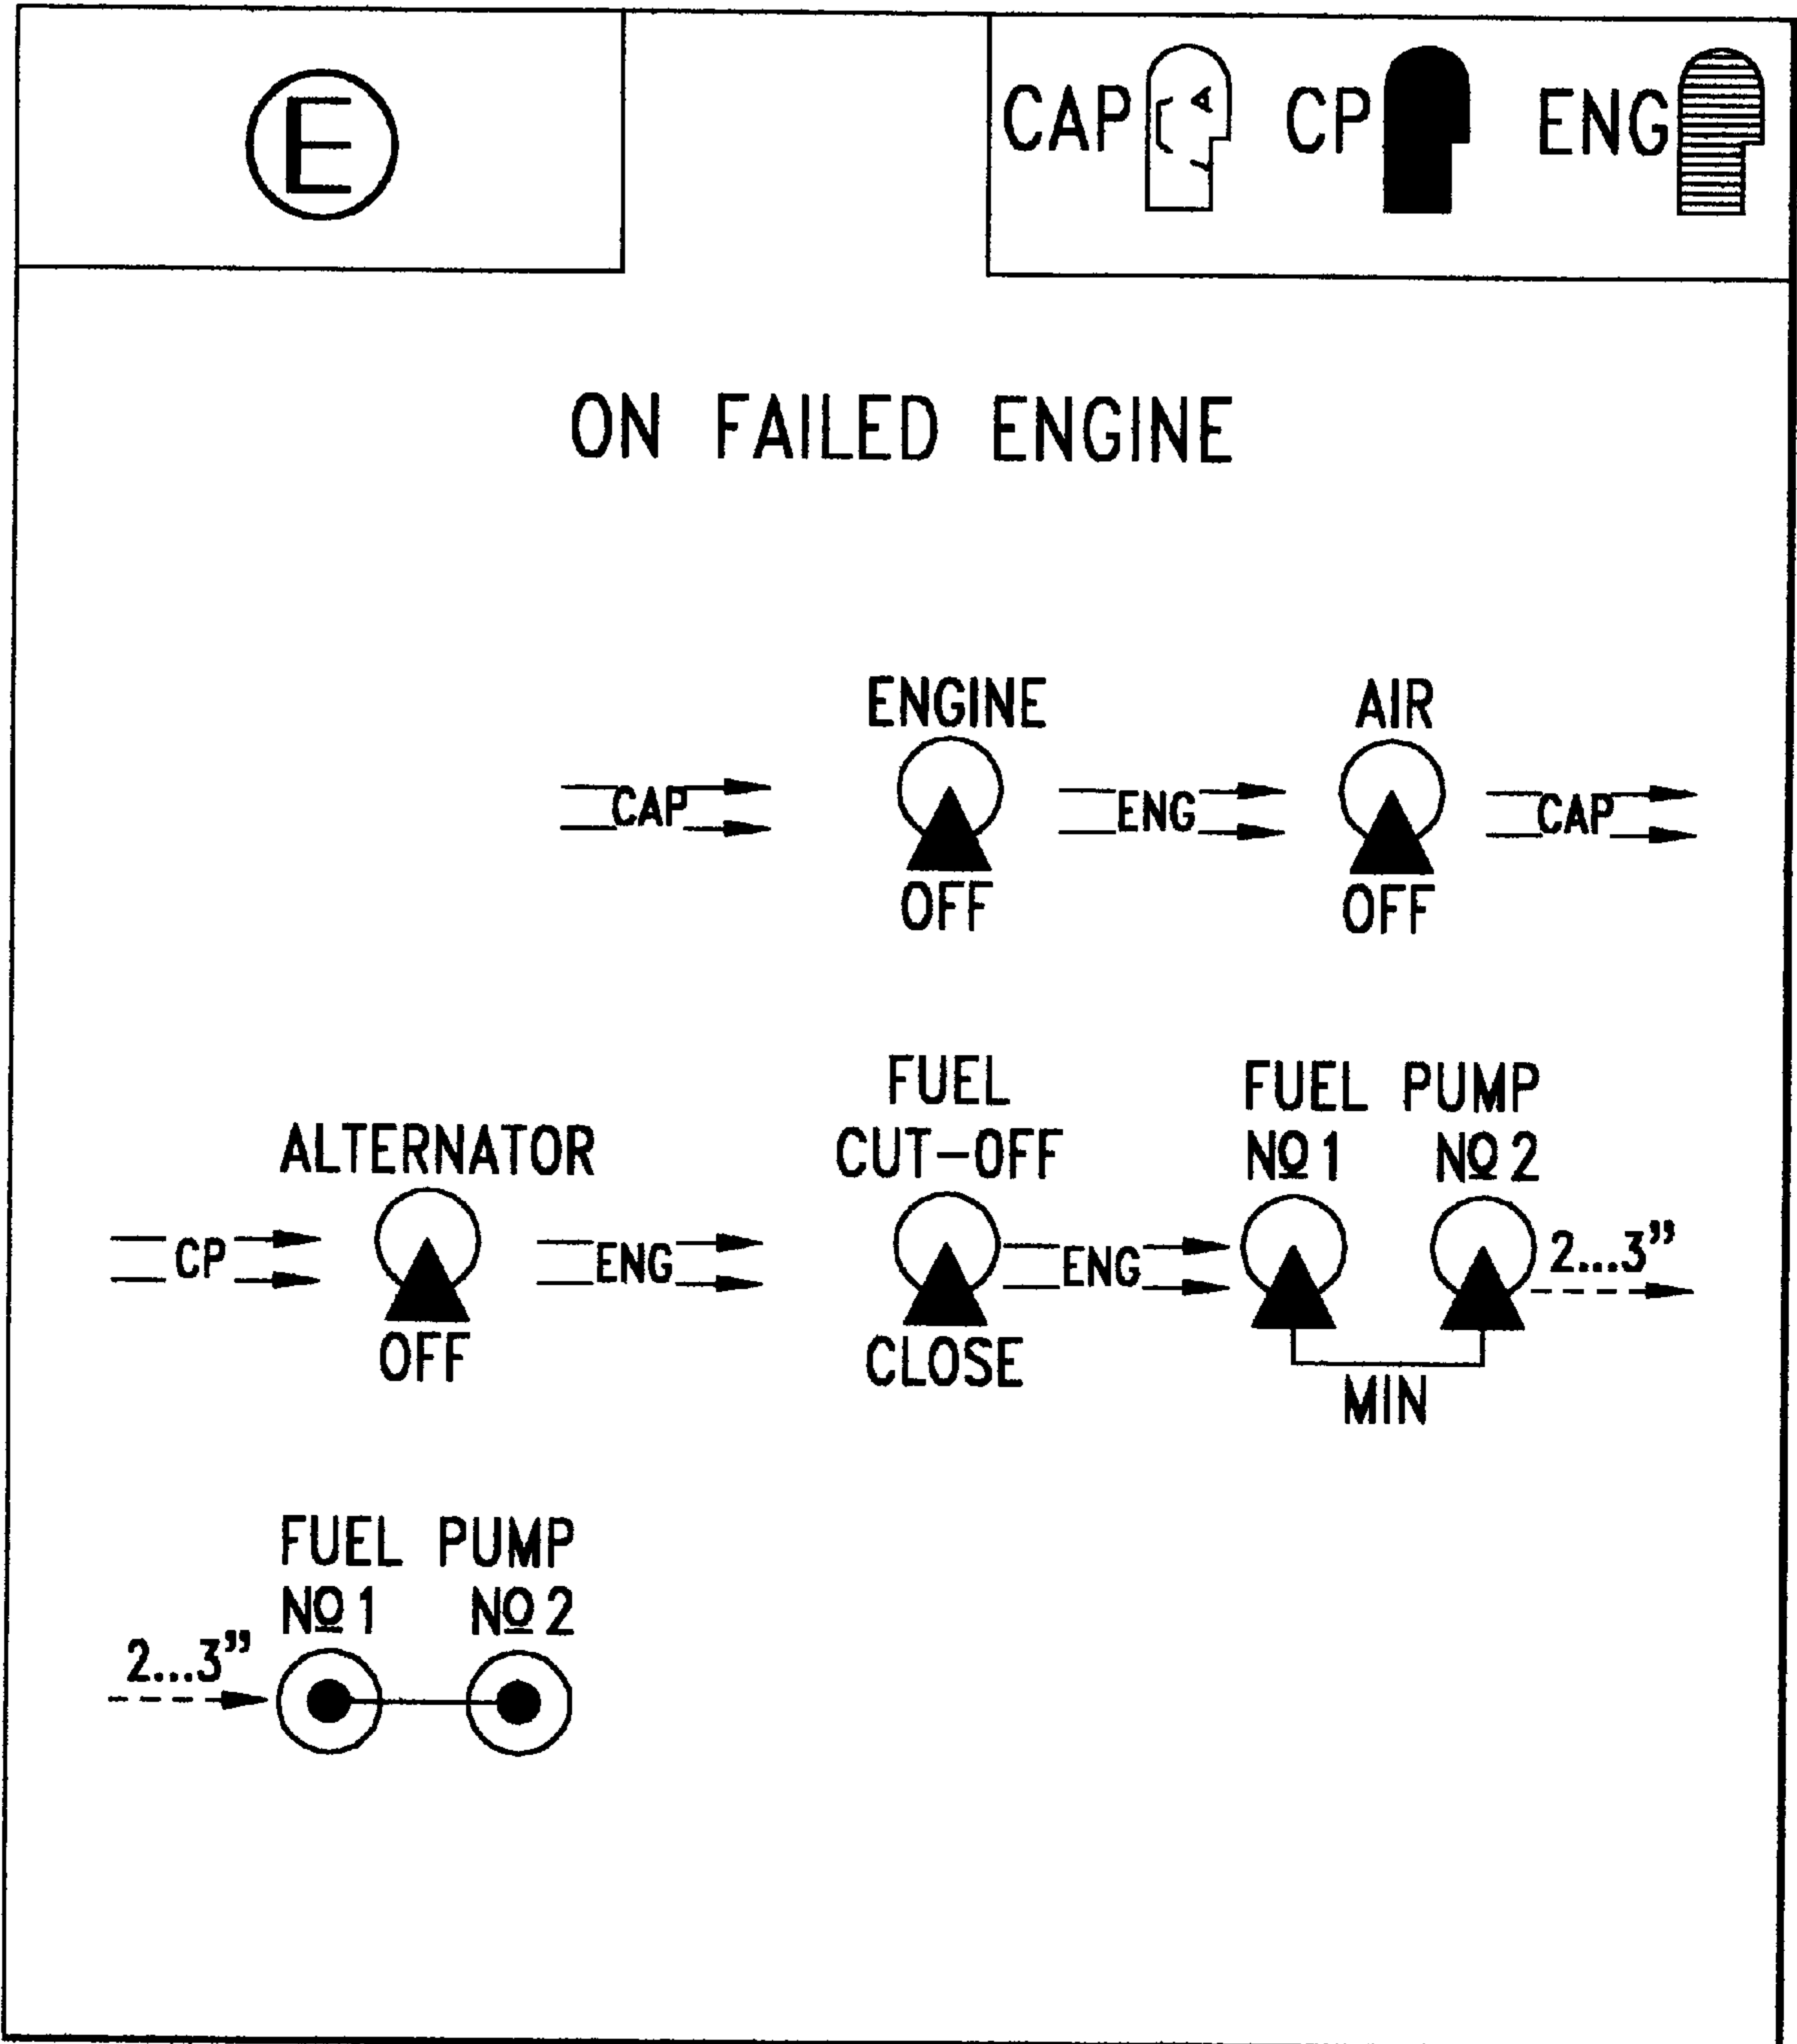 E
CAP CP ENG
ON FAILED ENGINE
ENGINE AIR
CAP ENG CAP
OFF OFF
FUEL FUEL PUMP
ALTERNATOR CUT-OFF №1 №2
CP ENG ENG 2...3”
OFF CLOSE
MIN
FUEL PUMP
№1 №2
2...3”